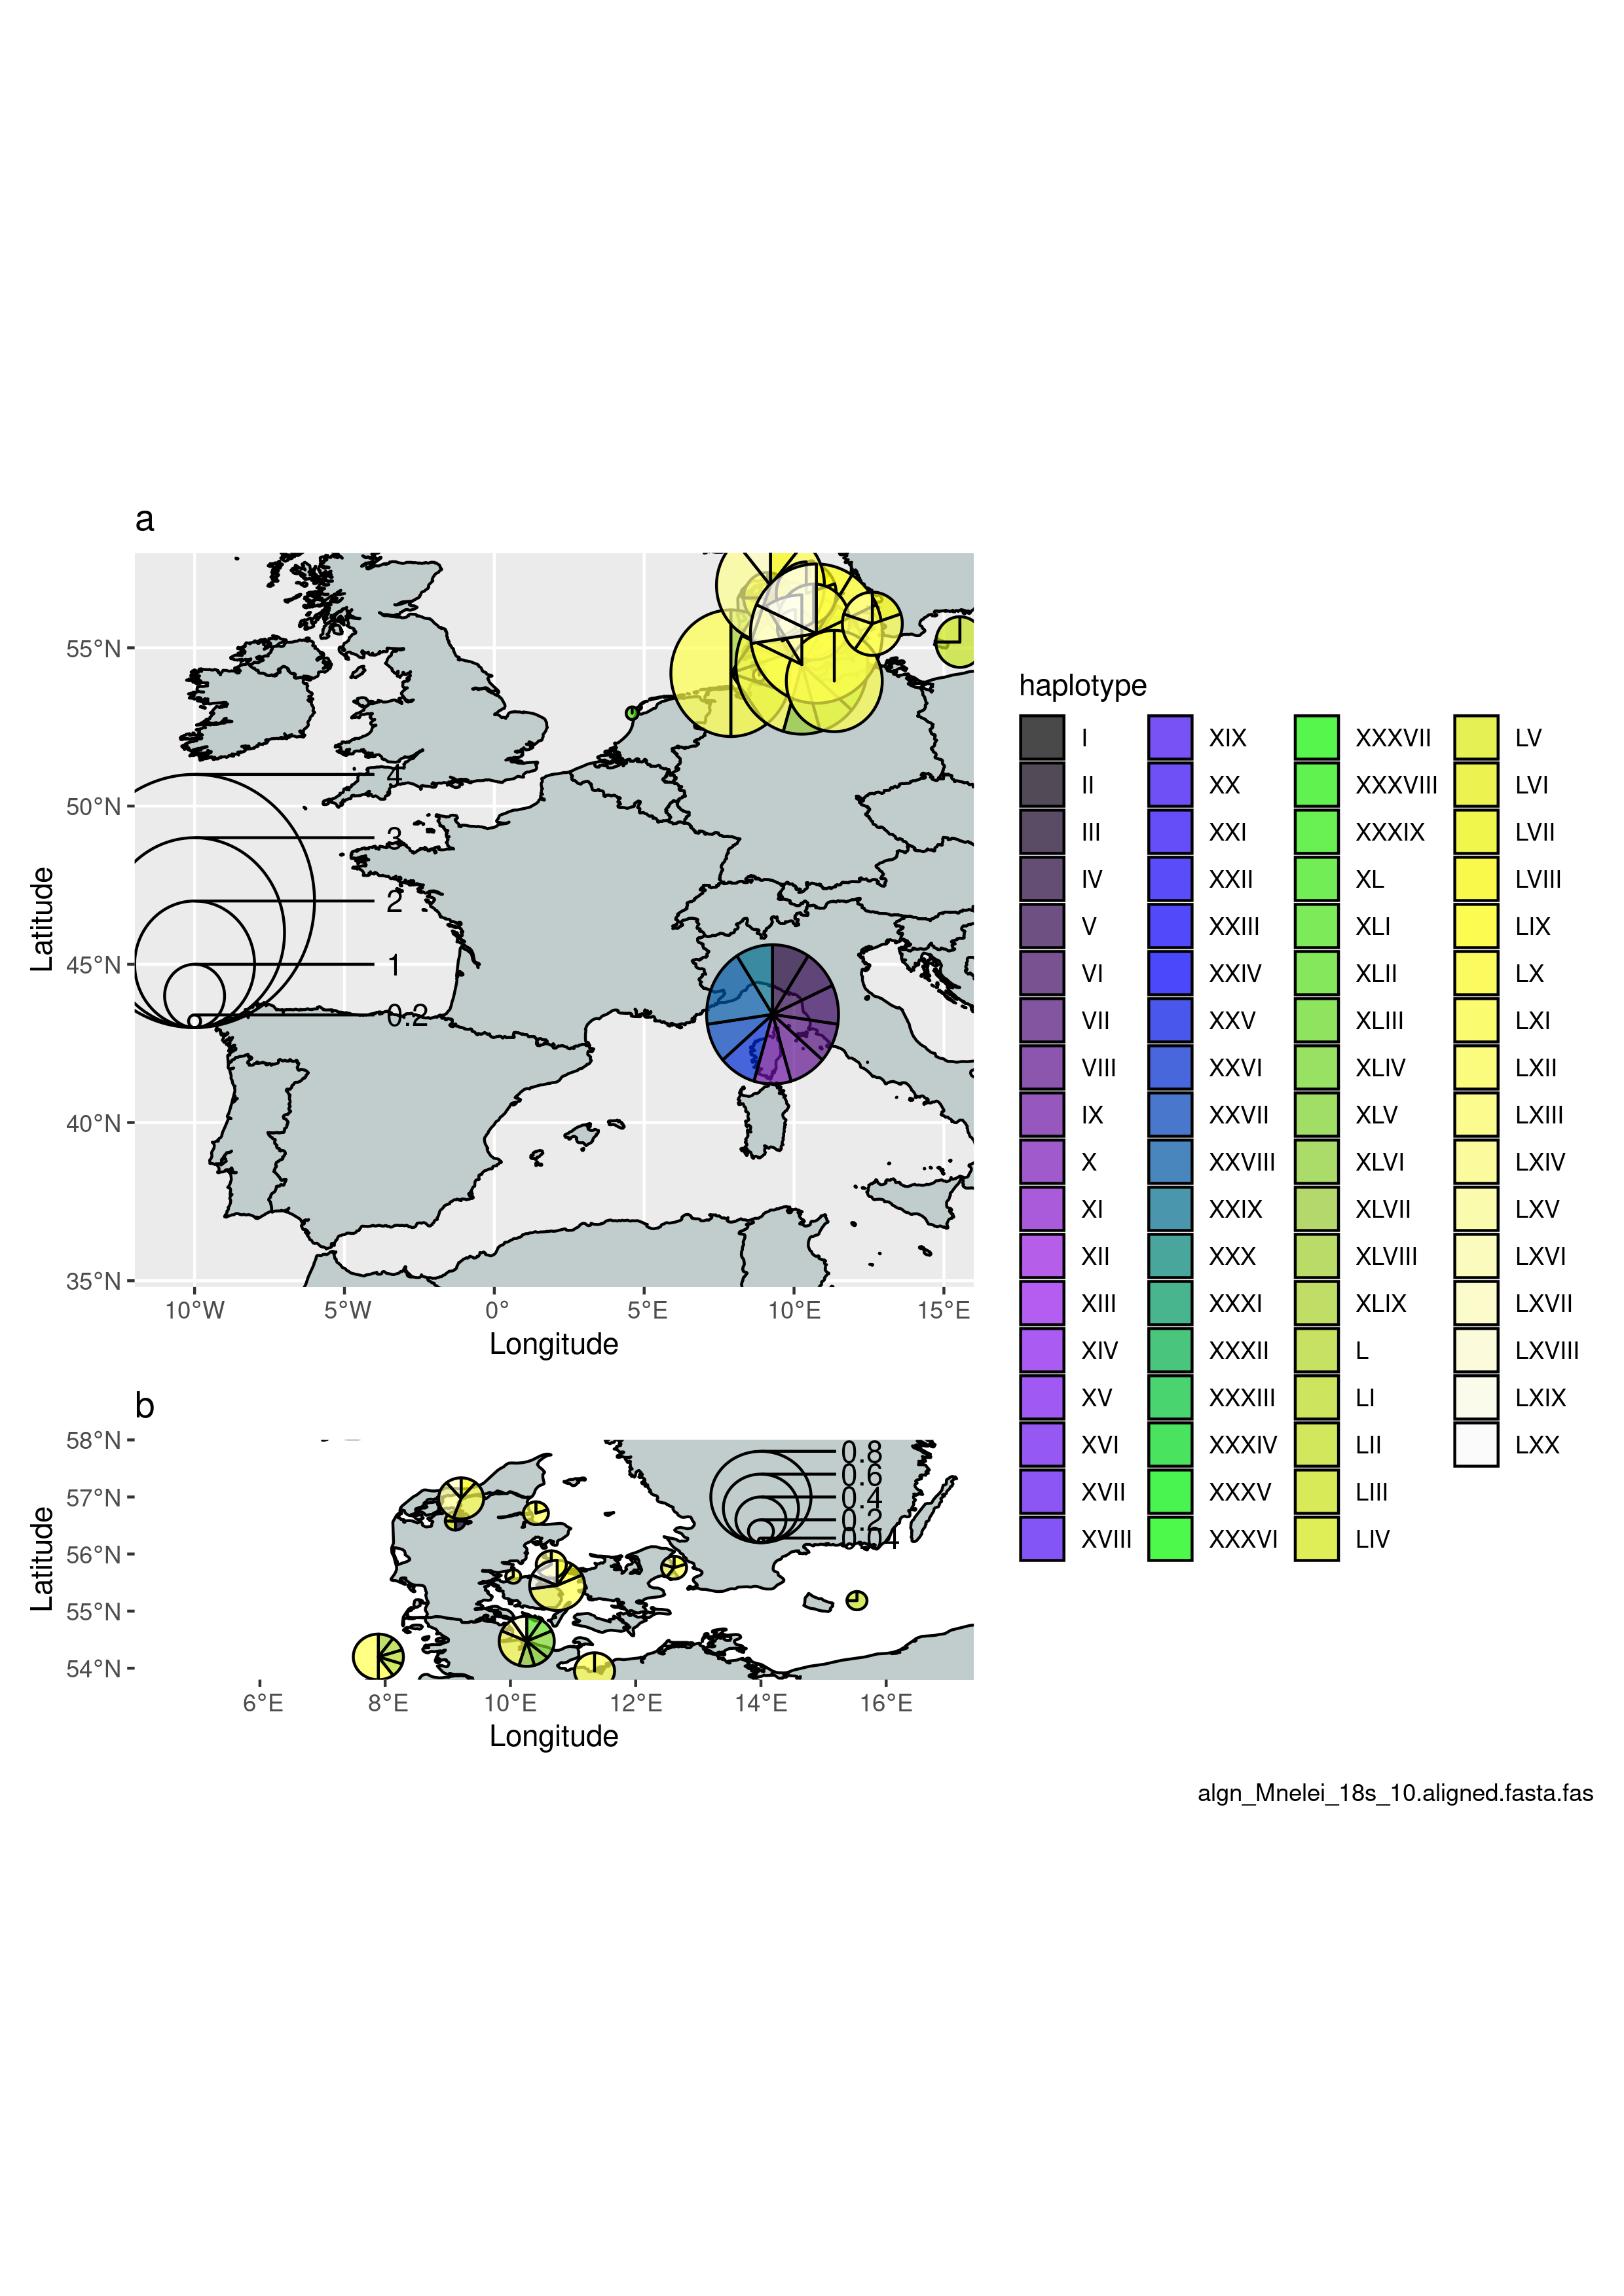 a
55°N
50°N
45°N
40°N
35°N
Latitude
4
3
2
1
0.2
10°W 5°W 0° 5°E 10°E 15°E
Longitude
b
58°N
57°N
56°N
55°N
54°N
Latitude
0.8
0.6
0.4
0.2
0.04
6°E 8°E 10°E 12°E 14°E 16°E
Longitude
haplotype
I XIX XXXVII LV
II XX XXXVIII LVI
III XXI XXXIX LVII
IV XXII XL LVIII
V XXIII XLI LIX
VI XXIV XLII LX
VII XXV XLIII LXI
VIII XXVI XLIV LXII
IX XXVII XLV LXIII
X XXVIII XLVI LXIV
XI XXIX XLVII LXV
XII XXX XLVIII LXVI
XIII XXXI XLIX LXVII
XIV XXXII L LXVIII
XV XXXIII LI LXIX
XVI XXXIV LII LXX
XVII XXXV LIII
XVIII XXXVI LIV
algn_Mnelei_18s_10.aligned.fasta.fas